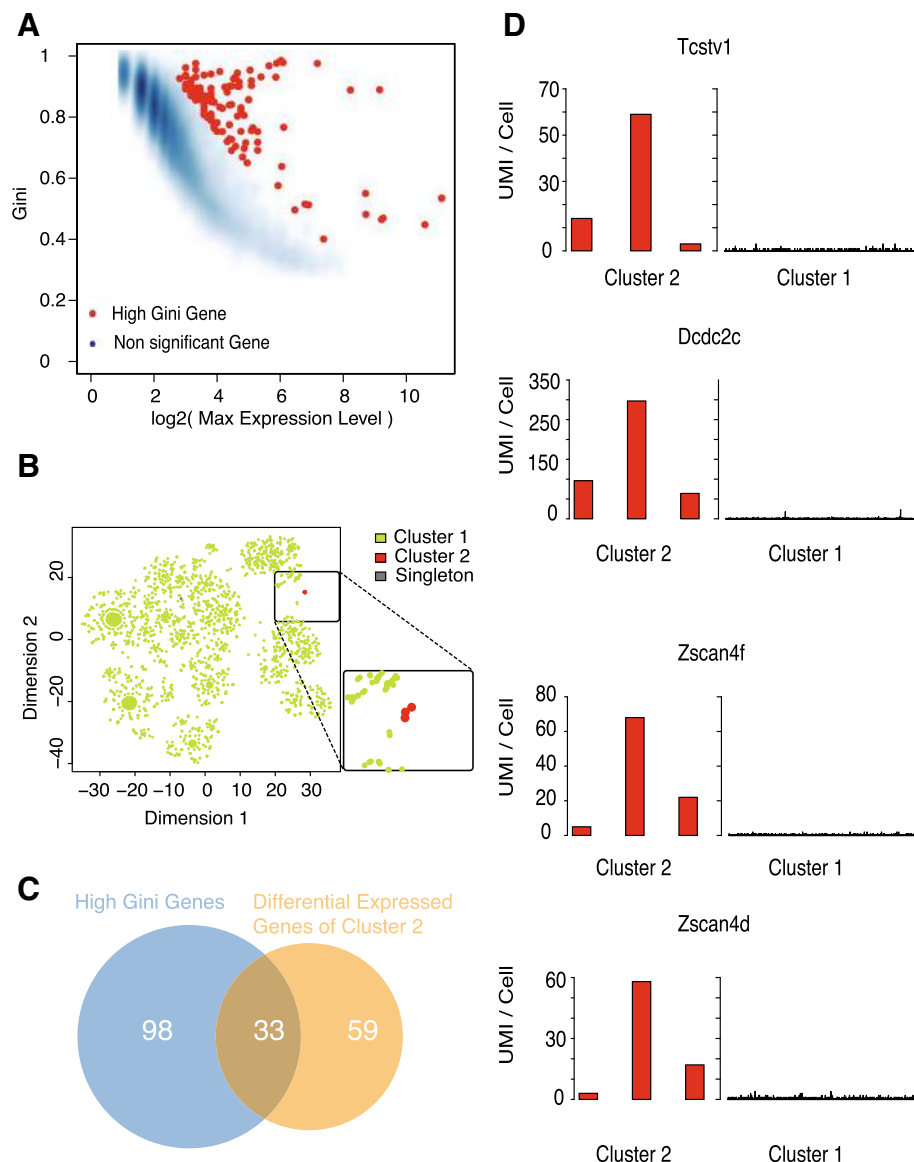 A
Gini
1
0.8
0.6
0.4
0.2
0
High Gini Gene
Non significant Gene
0 2 4 6 8 10
log2( Max Expression Level )
B
Cluster 1
Cluster 2
Singleton
Dimension 2
20
0
−20
−40
−30 −20 −10 0 10 20 30
Dimension 1
C
High Gini Genes
Differential Expressed
Genes of Cluster 2
98 33 59
D
Tcstv1
UMI / Cell
70
50
30
0
Cluster 2 Cluster 1
Dcdc2c
UMI / Cell
350
250
150
0
Cluster 2 Cluster 1
Zscan4f
UMI / Cell
80
60
40
20
0
Cluster 2 Cluster 1
Zscan4d
UMI / Cell
60
30
0
Cluster 2 Cluster 1